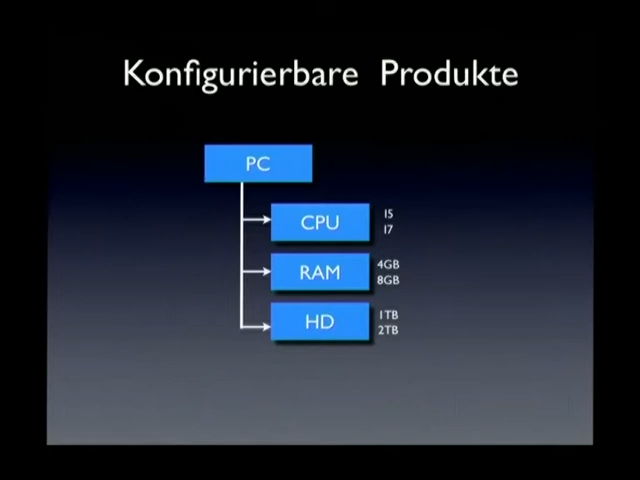 Konfigurierbare Produkte
PC
CPU
I5
I7
RAM
4GB
8GB
HD
1TB
2TB